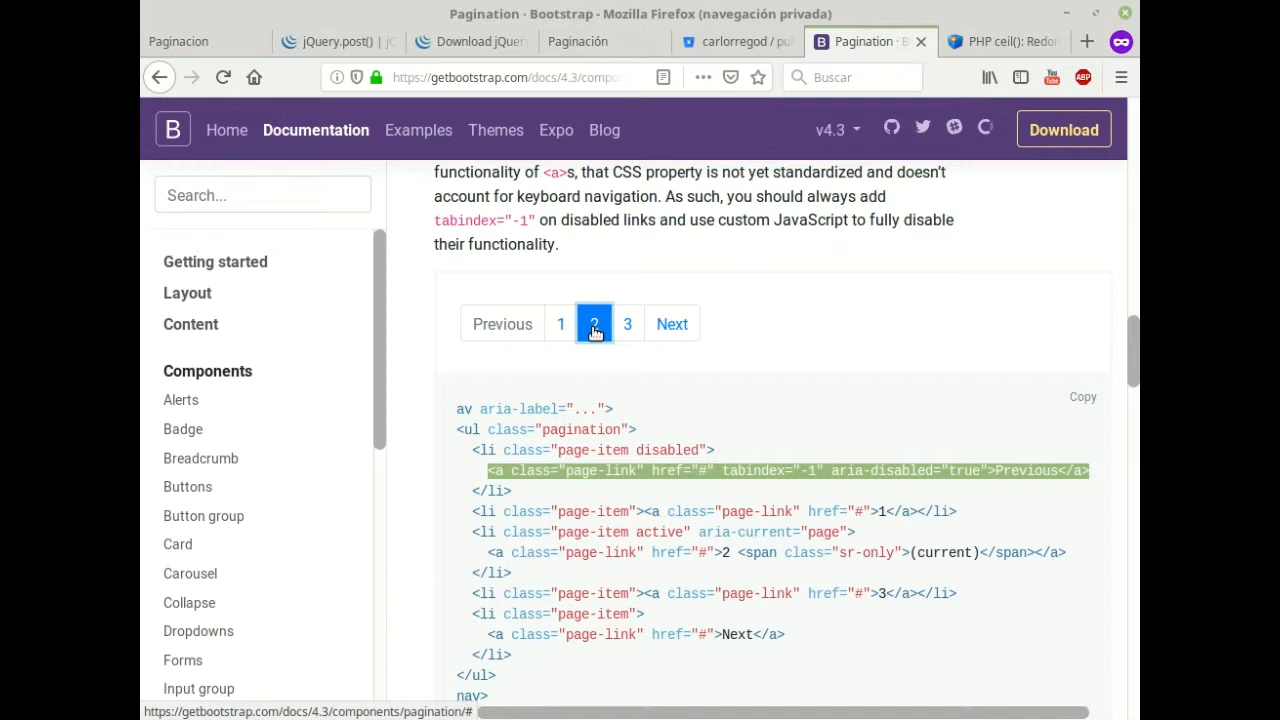 Pagination · Bootstrap - Mozilla Firefox (navegación privada)
Paginacion
jQuery.post() | jQ
Download jQuery
Paginación
carlorregod / pu
Pagination · B
PHP ceil(): Redon
https://getbootstrap.com/docs/4.3/compo
Buscar
You Tube
ABP
B Home Documentation Examples Themes Expo Blog v4.3 Download
Search...
Getting started
Layout
Content
Components
Alerts
Badge
Breadcrumb
Buttons
Button group
Card
Carousel
Collapse
Dropdowns
Forms
Input group
functionality of <a>s, that CSS property is not yet standardized and doesn't
account for keyboard navigation. As such, you should always add
tabindex="-1" on disabled links and use custom JavaScript to fully disable
their functionality.
Previous 1 2 3 Next
Copy
av aria-label="...">
<ul class="pagination">
<li class="page-item disabled">
<a class="page-link" href="#" tabindex="-1" aria-disabled="true">Previous</a>
</li>
<li class="page-item"><a class="page-link" href="#">1</a></li>
<li class="page-item active" aria-current="page">
<a class="page-link" href="#">2 <span class="sr-only">(current)</span></a>
</li>
<li class="page-item"><a class="page-link" href="#">3</a></li>
<li class="page-item">
<a class="page-link" href="#">Next</a>
</li>
</ul>
nav>
https://getbootstrap.com/docs/4.3/components/pagination/#